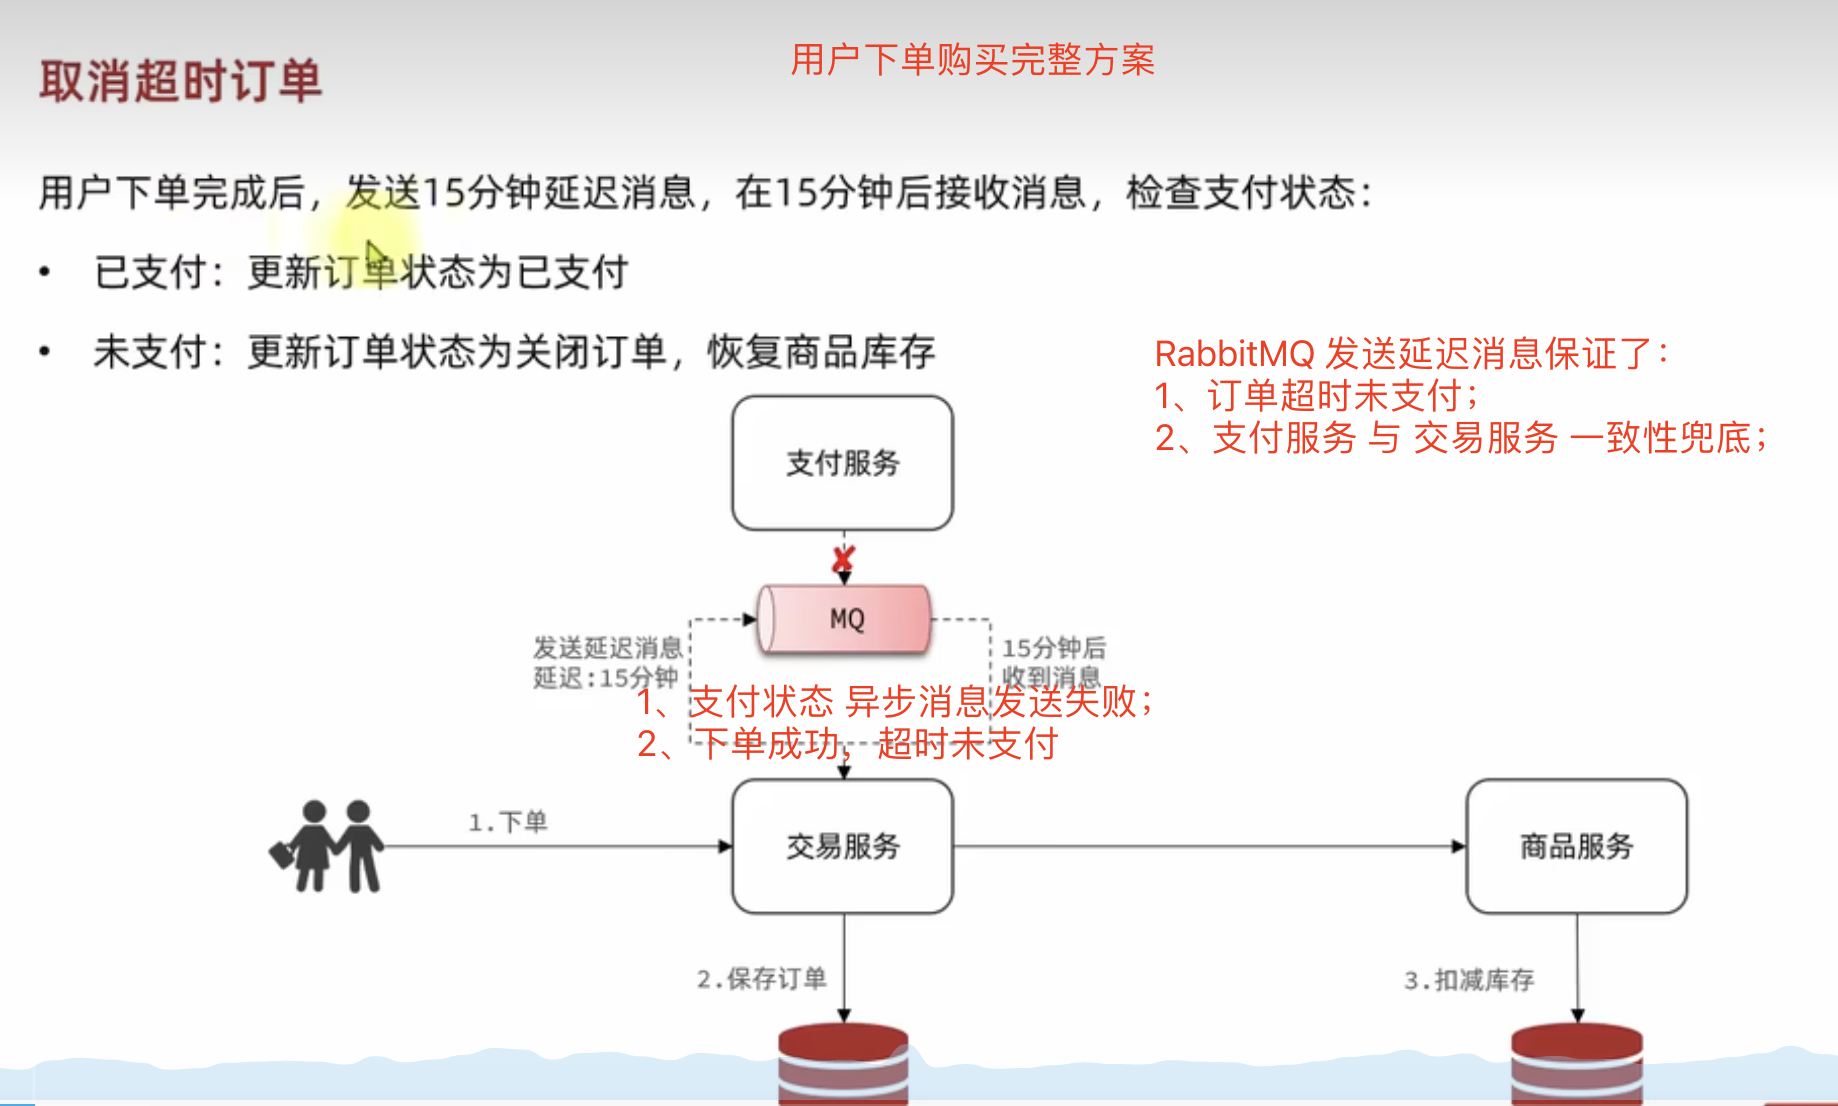 用户下单购买完整方案
取消超时订单
用户下单完成后，发送15分钟延迟消息，在15分钟后接收消息，检查支付状态：
• 已支付：更新订单状态为已支付
• 未支付：更新订单状态为关闭订单，恢复商品库存
RabbitMQ 发送延迟消息保证了：
1、订单超时未支付；
2、支付服务 与 交易服务 一致性兜底；
支付服务
MQ
发送延迟消息
延迟:15分钟
15分钟后
收到消息
1、支付状态 异步消息发送失败；
2、下单成功，超时未支付
1.下单
交易服务
商品服务
2.保存订单
3.扣减库存